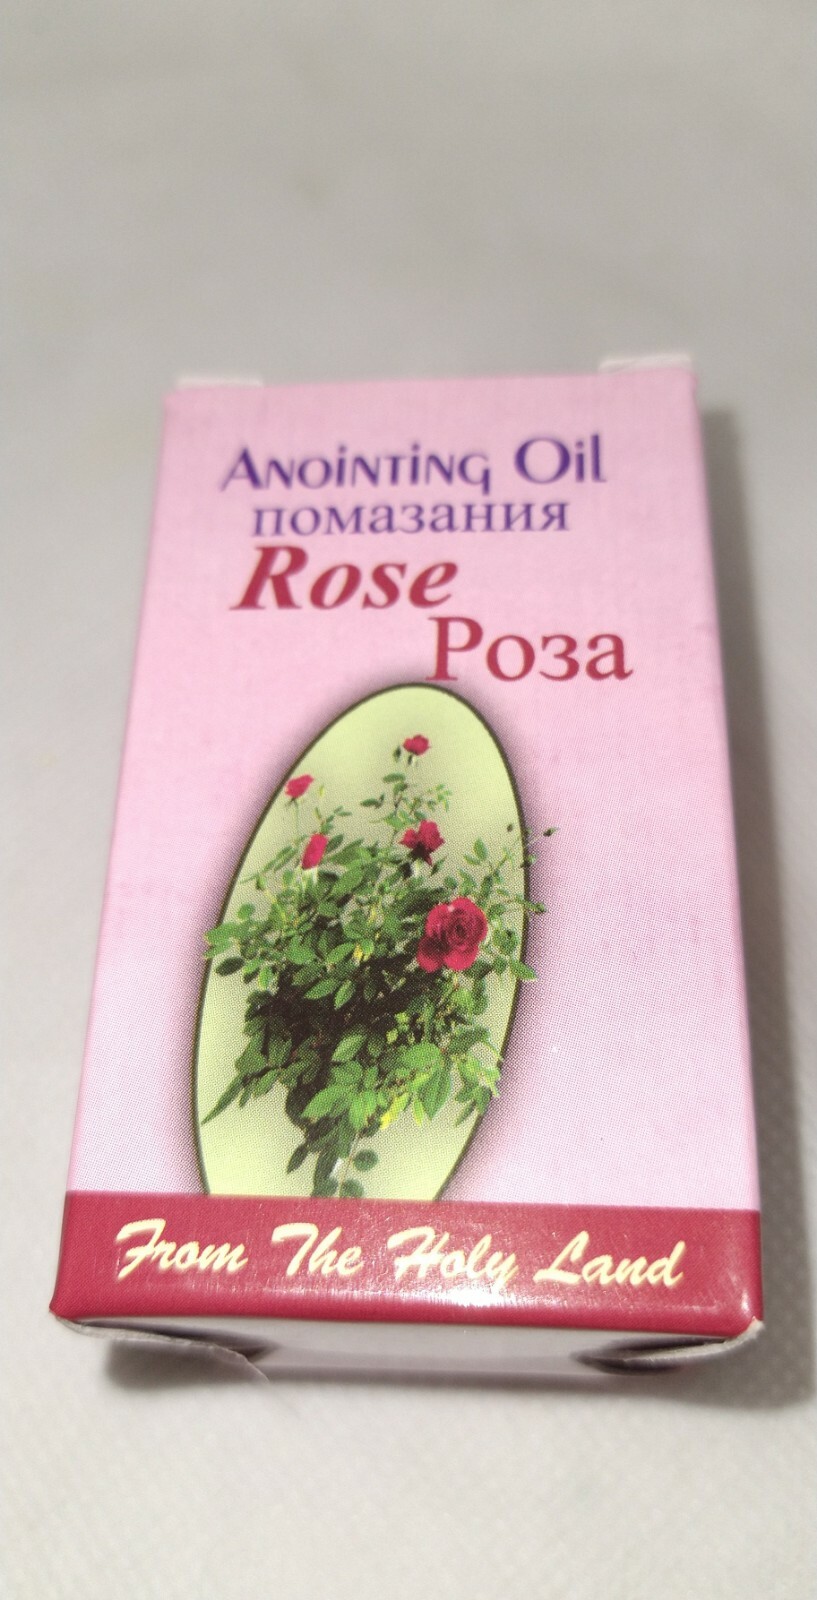 Anointing Oil
помазания
Rose
Роза
From The Holy Land